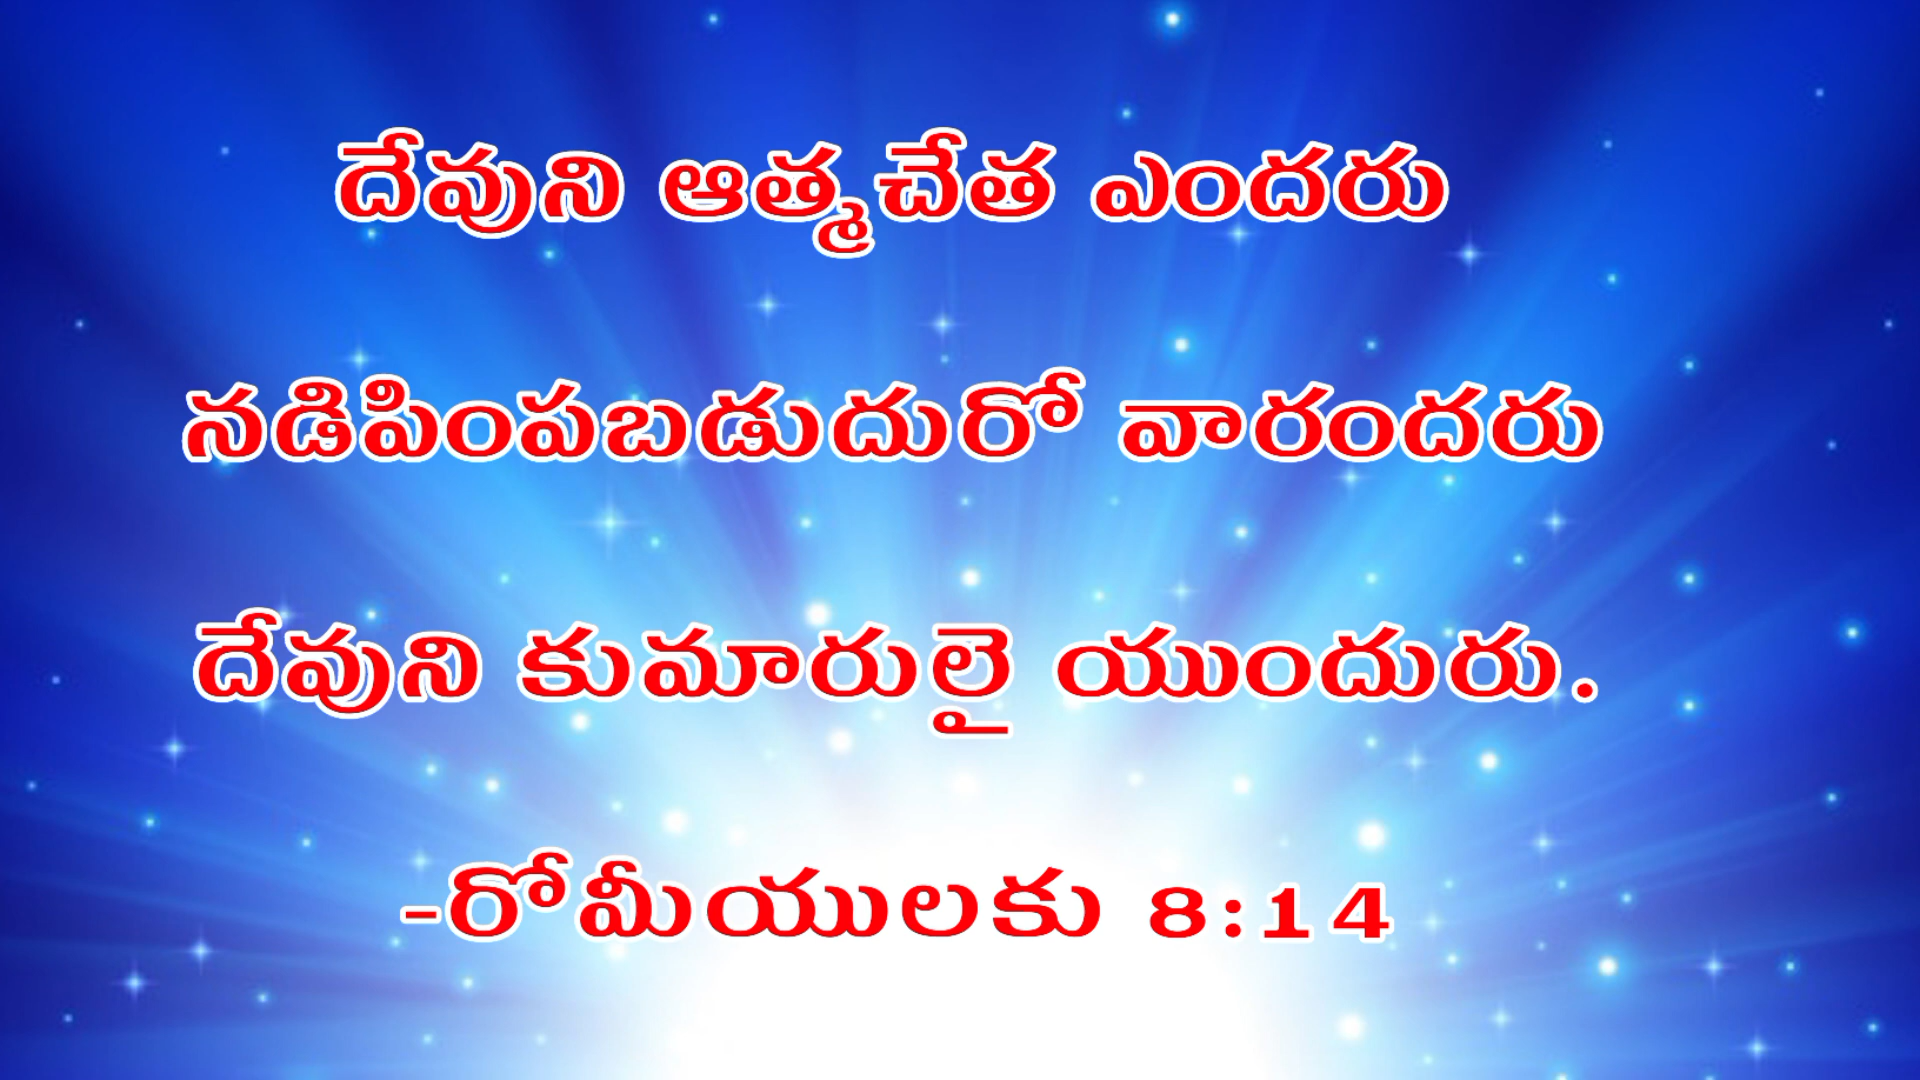 దేవుని ఆత్మచేత ఎందరు
నడిపింపబడుదురో వారందరు
దేవుని కుమారులై యుందురు.
-రోమీయులకు 8:14